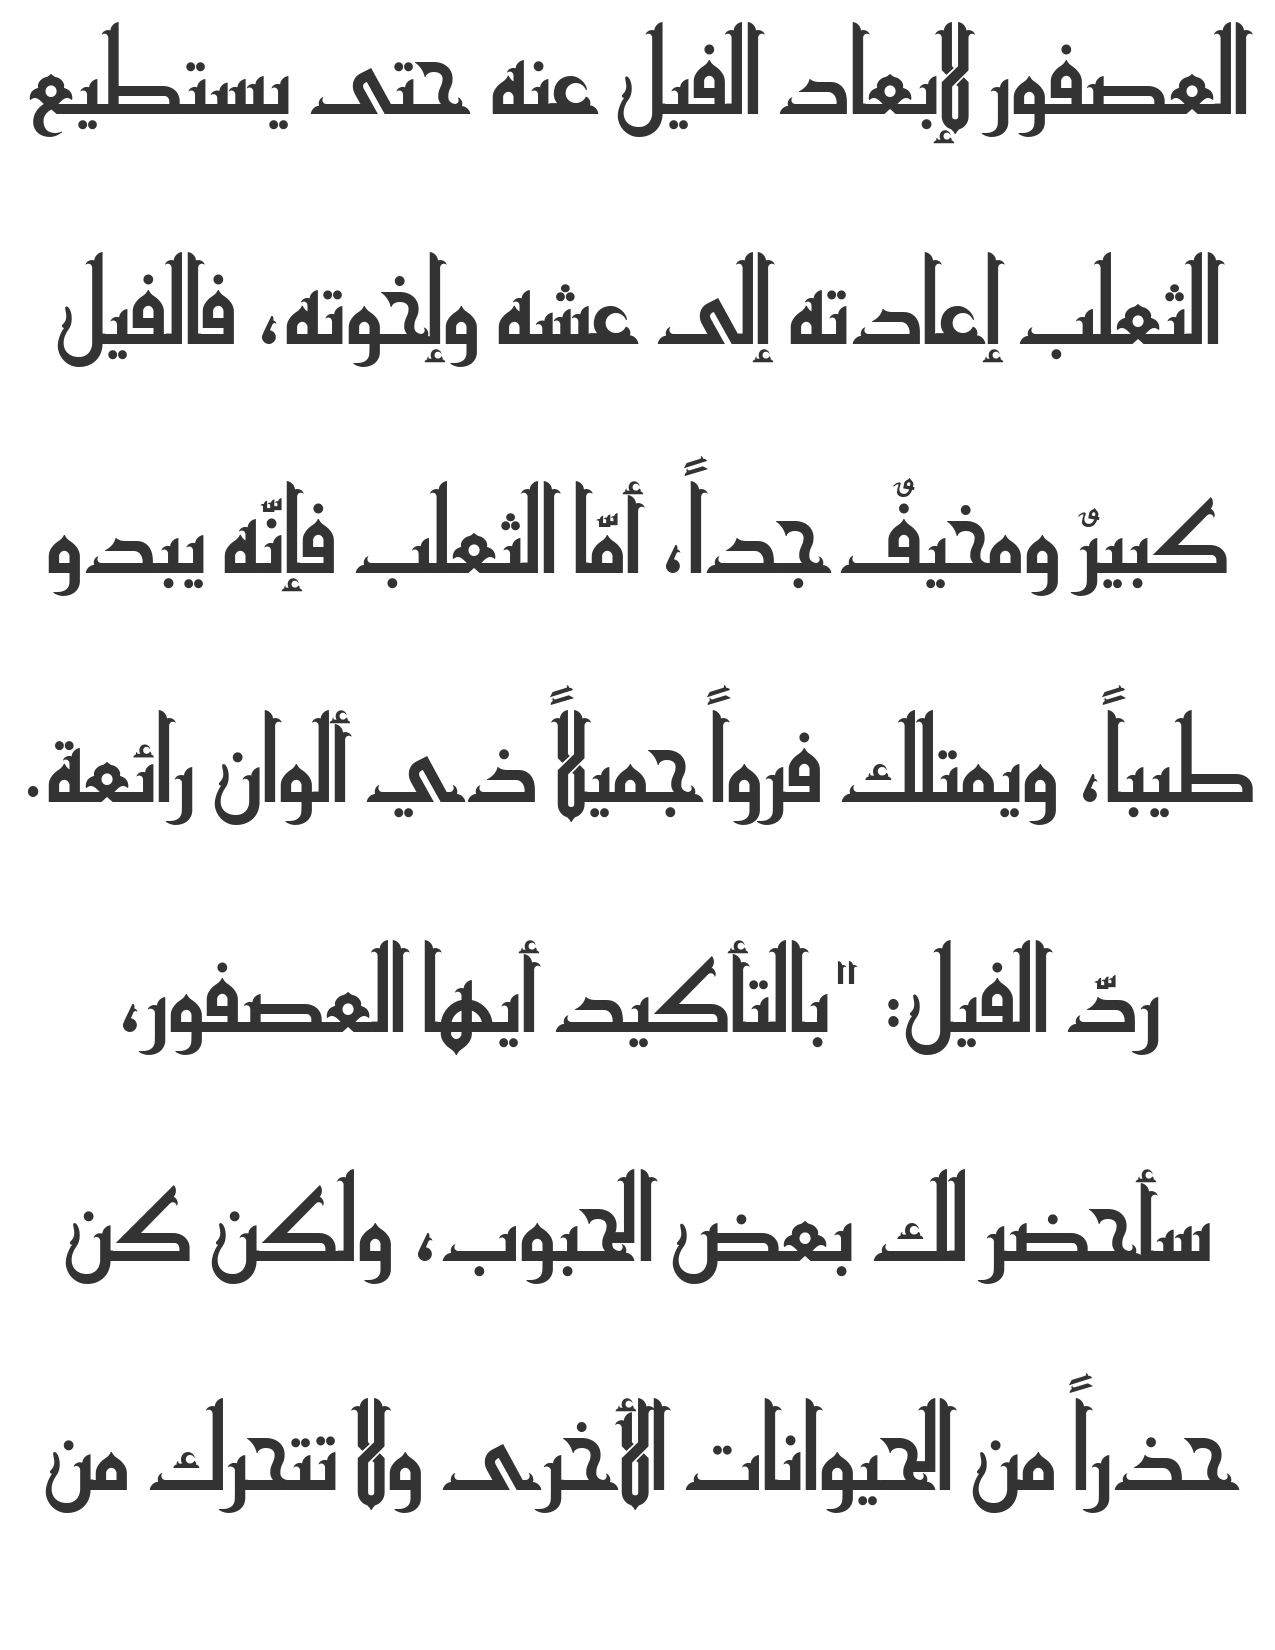 العصفور لإبعاد الفيل عنه حتى يستطيع
الثعلب إعادته إلى عشه وإخوته، فالفيل
كبيرٌ ومخيفٌ جداً، أمّا الثعلب فإنّه يبدو
طيباً، ويمتلك فرواً جميلاً ذي ألوان رائعة.
ردّ الفيل: "بالتأكيد أيها العصفور،
سأحضر لك بعض الحبوب، ولكن كن
حذراً من الحيوانات الأخرى ولا تتحرك من